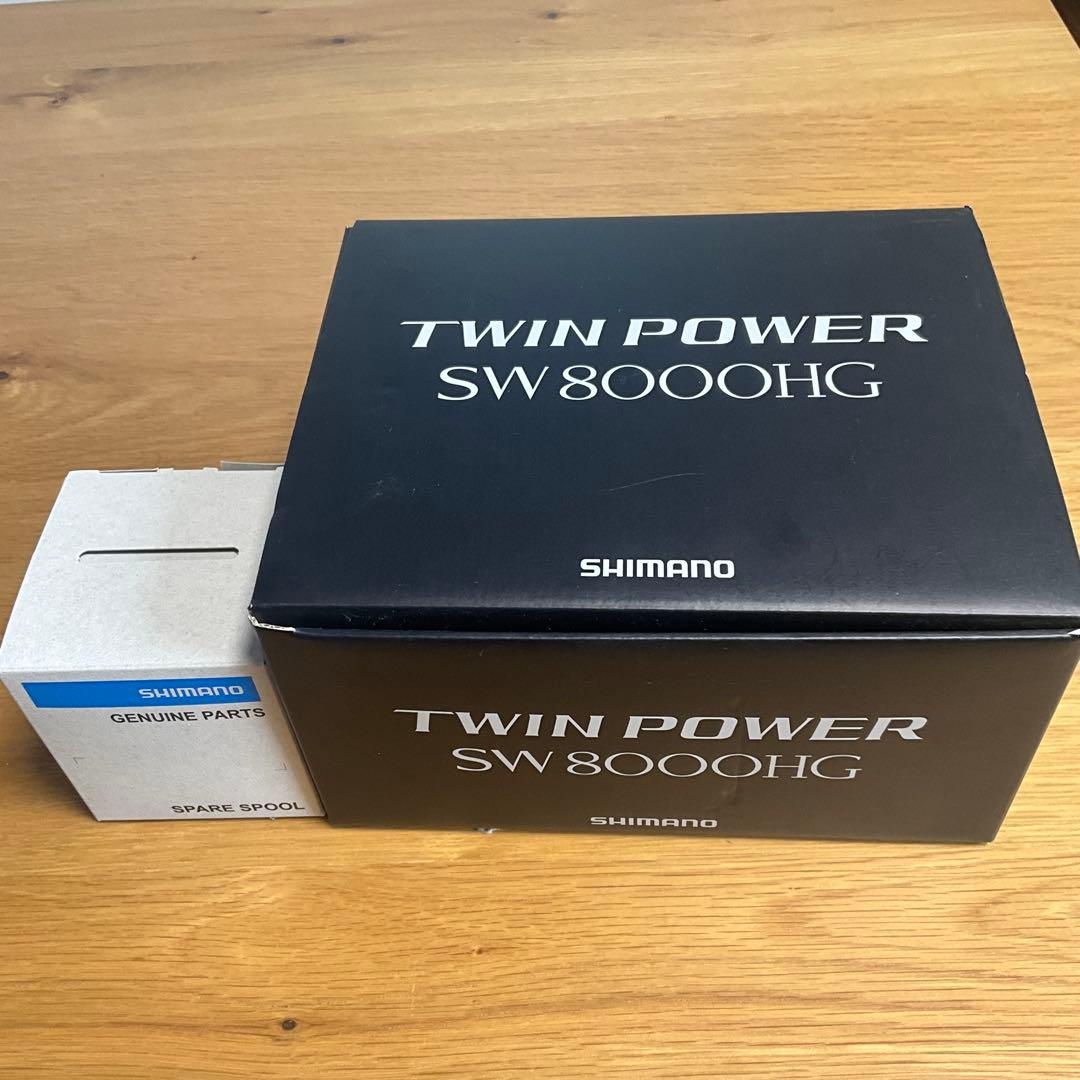 TWIN POWER
SW 8000HG
SHIMANO
TWIN POWER
SW 8000HG
SHIMANO
SHIMANO
GENUINE PARTS
SPARE SPOOL